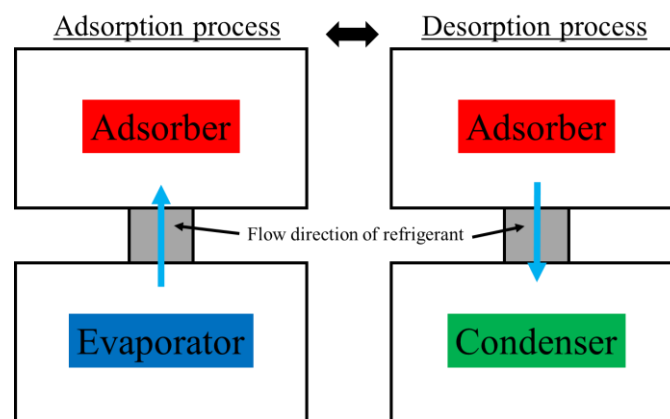 Adsorption process
Desorption process
Adsorber
Adsorber
Flow direction of refrigerant
Evaporator
Condenser